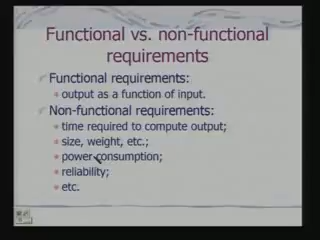 Functional vs. non-functional
requirements
Functional requirements:
output as a function of input.
Non-functional requirements:
time required to compute output;
size, weight, etc.;
power consumption;
reliability;
etc.